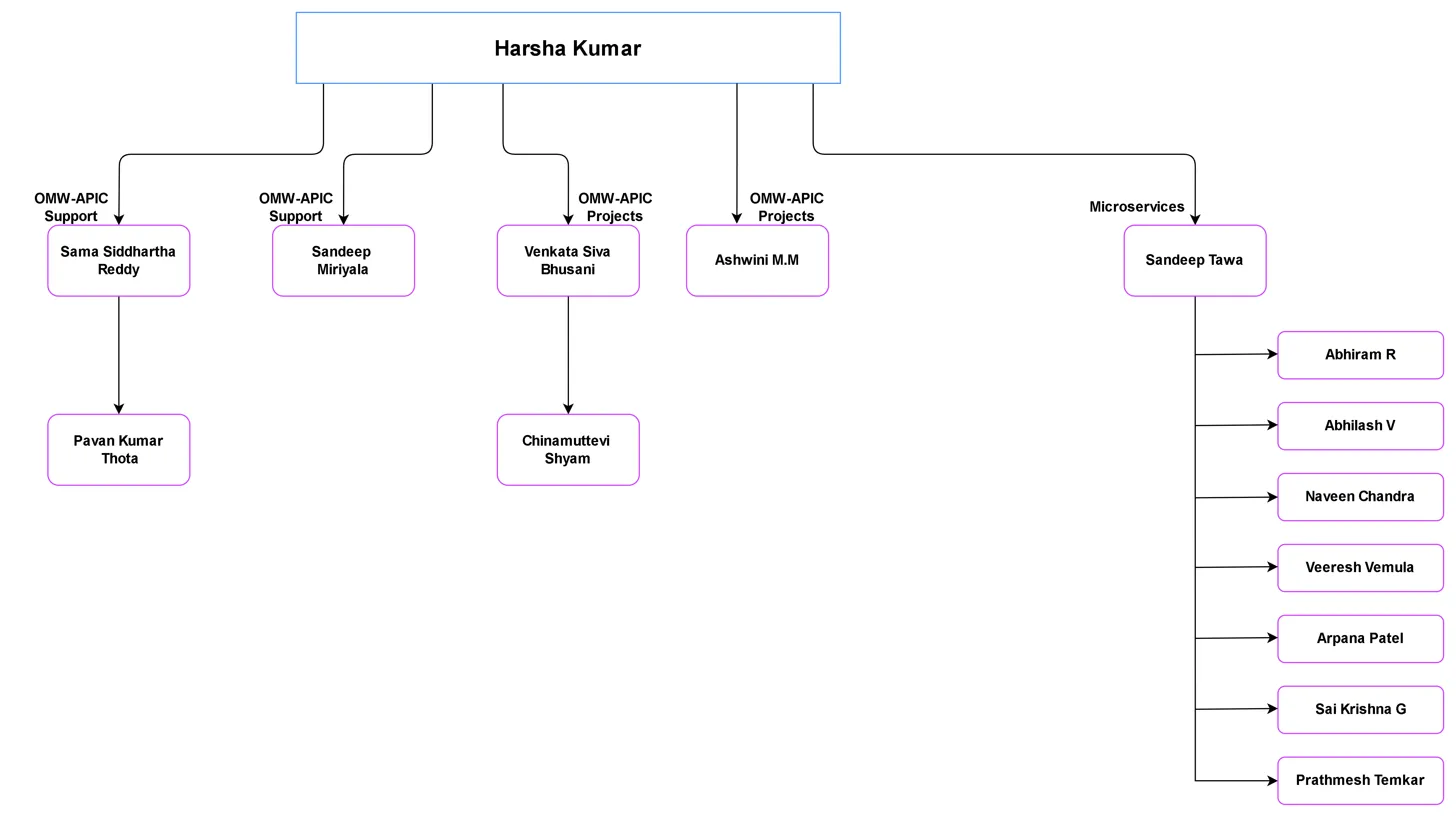 Harsha Kumar
OMW-APIC
Support
OMW-APIC
Support
OMW-APIC
Projects
OMW-APIC
Projects
Microservices
Sama Siddhartha
Reddy
Sandeep
Miriyala
Venkata Siva
Bhusani
Ashwini M.M
Sandeep Tawa
Abhiram R
Abhilash V
Pavan Kumar
Thota
Chinamuttevi
Shyam
Naveen Chandra
Veeresh Vemula
Arpana Patel
Sai Krishna G
Prathmesh Temkar